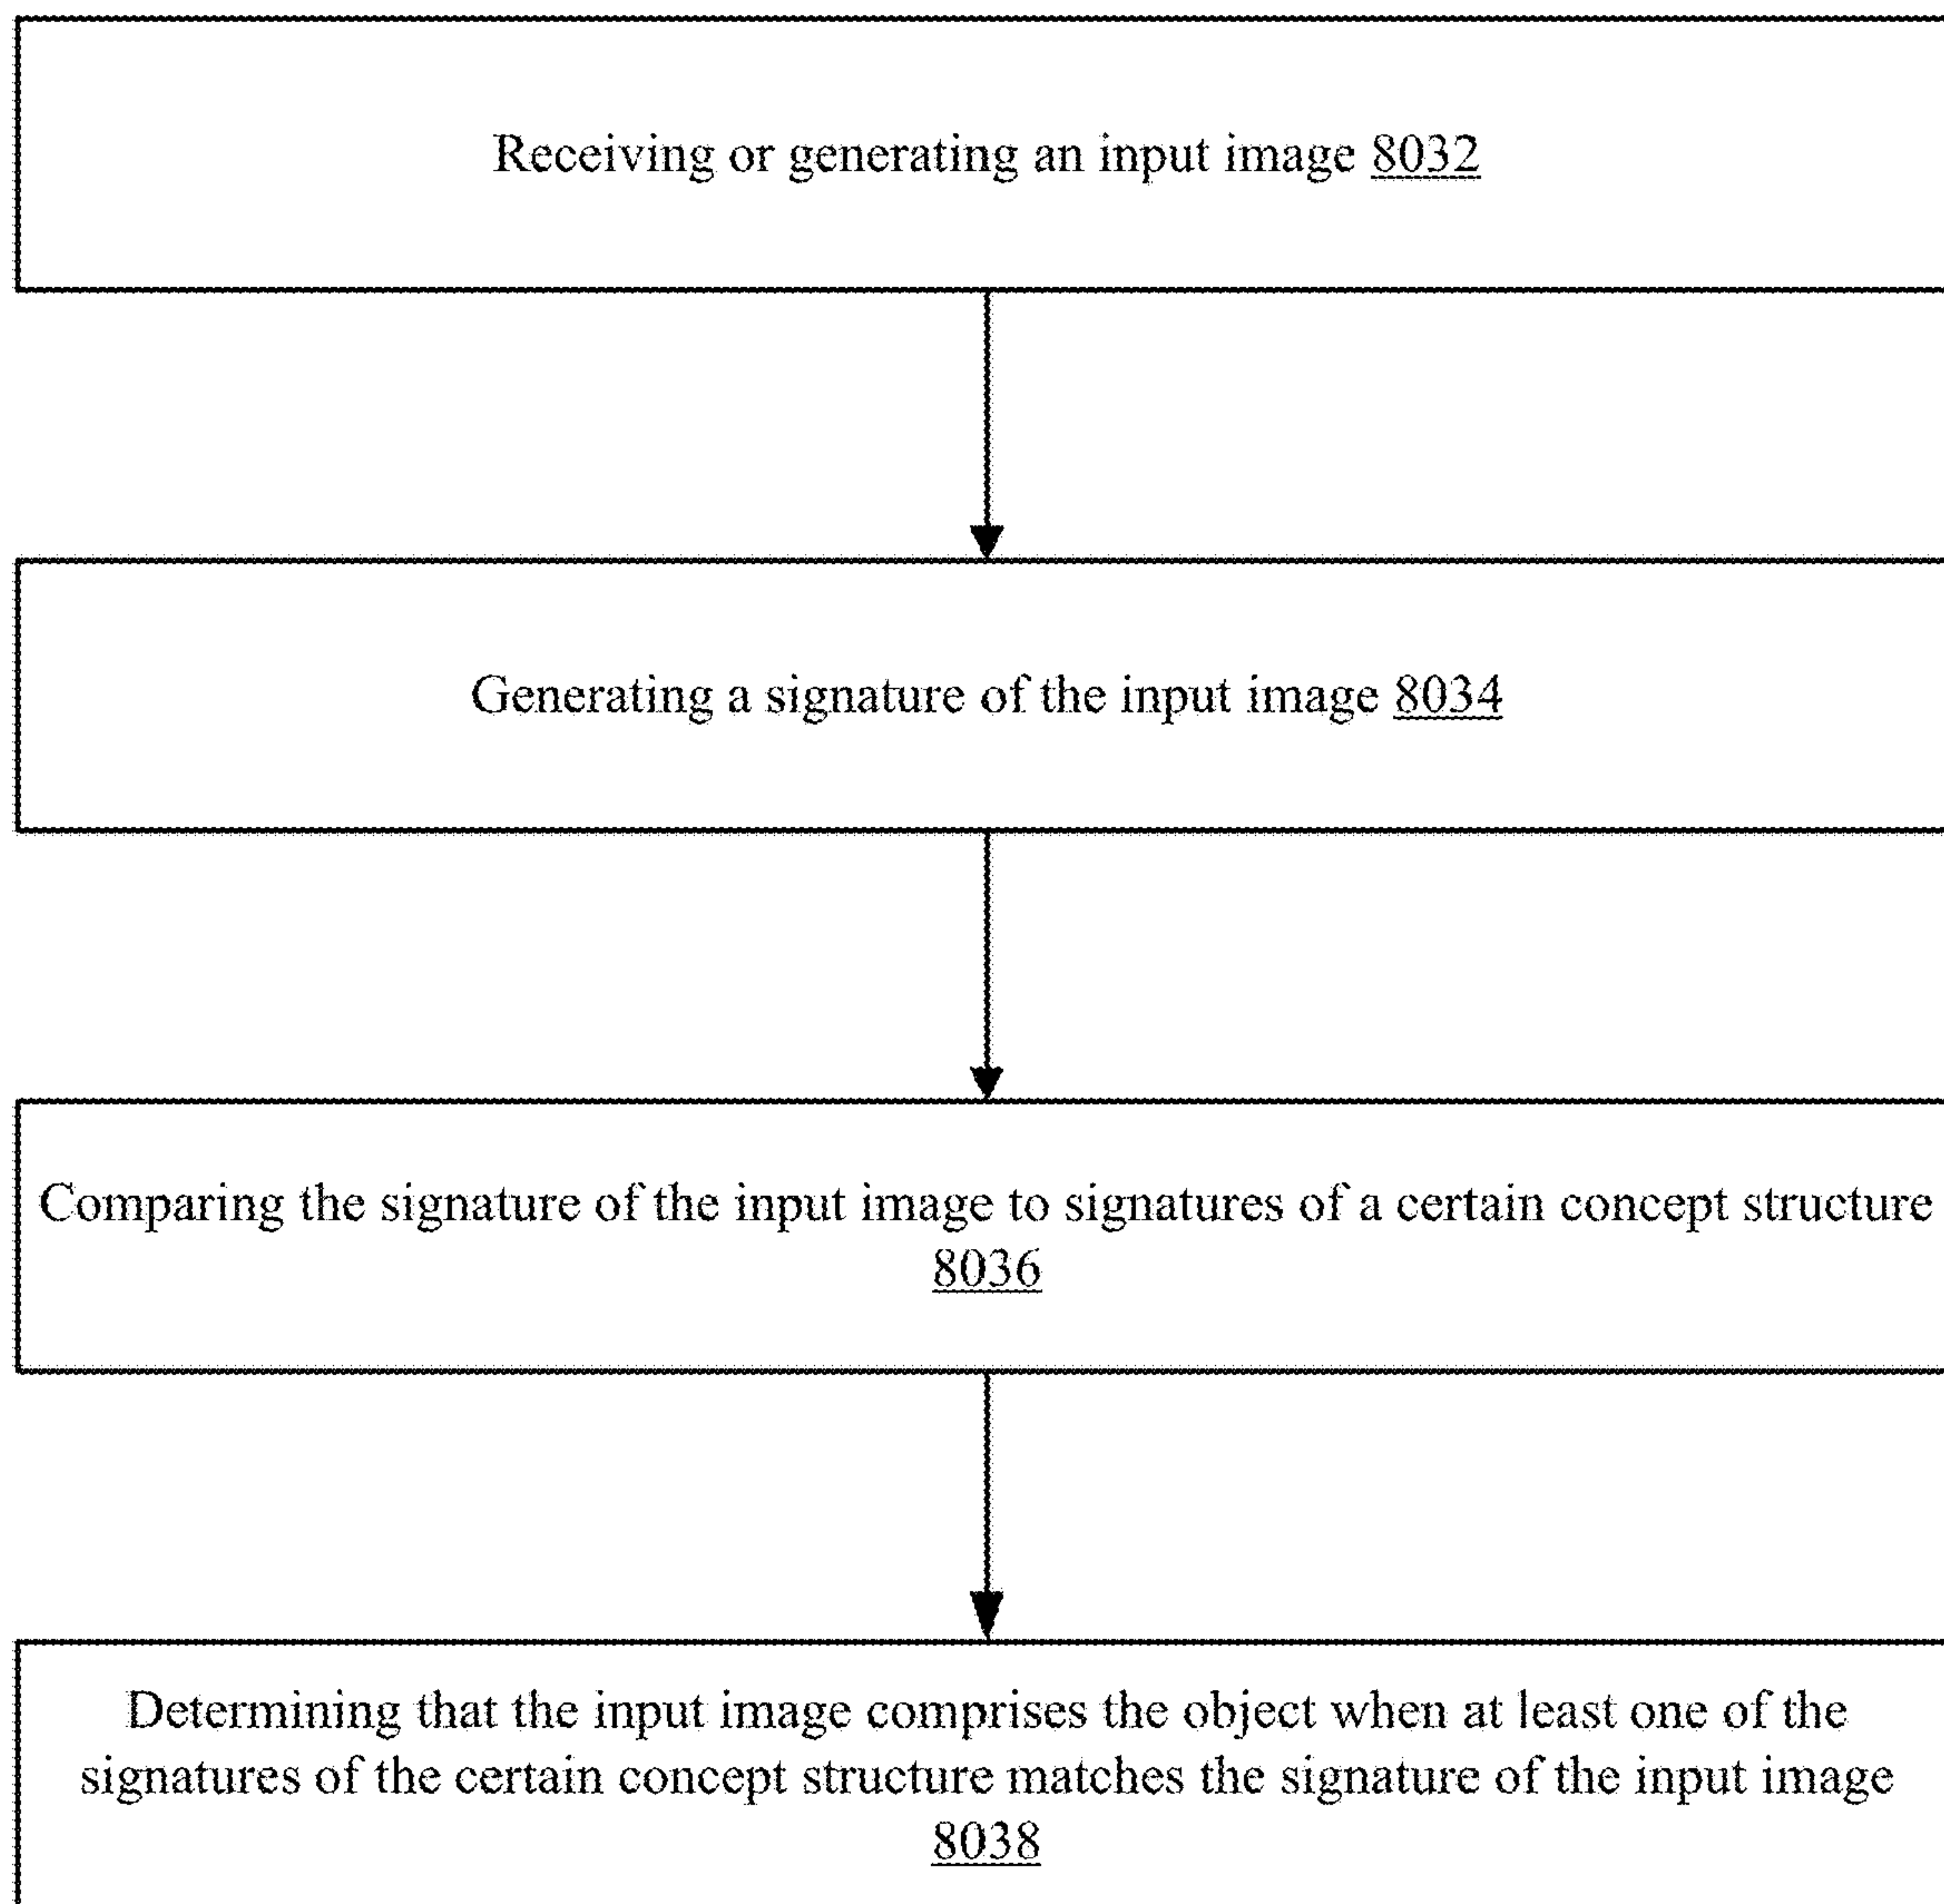 Receiving or generating an input image 8032
Generating a signature of the input image 8034
Comparing the signature of the input image to signatures of a certain concept structure
8036
Determining that the input image comprises the object when at least one of the
signatures of the certain concept structure matches the signature of the input image
8038